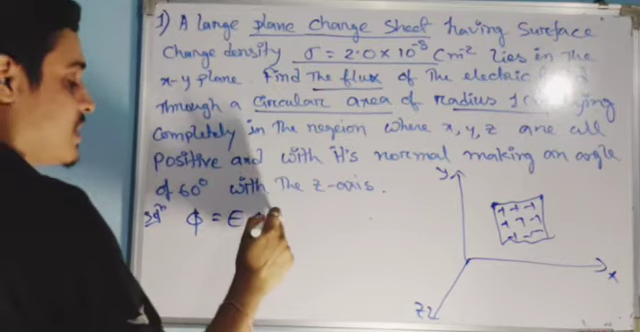 1) A large plane charge sheet having surface
charge density σ = 2.0 × 10⁻⁸ Cm⁻² lies in the
x-y plane. Find the flux of the electric
through a circular area of radius 1 lying
completely in the region where x, y, z are all
positive and with it's normal making an angle
of 60° with the z-axis.
Solⁿ ϕ = E
y
x
z